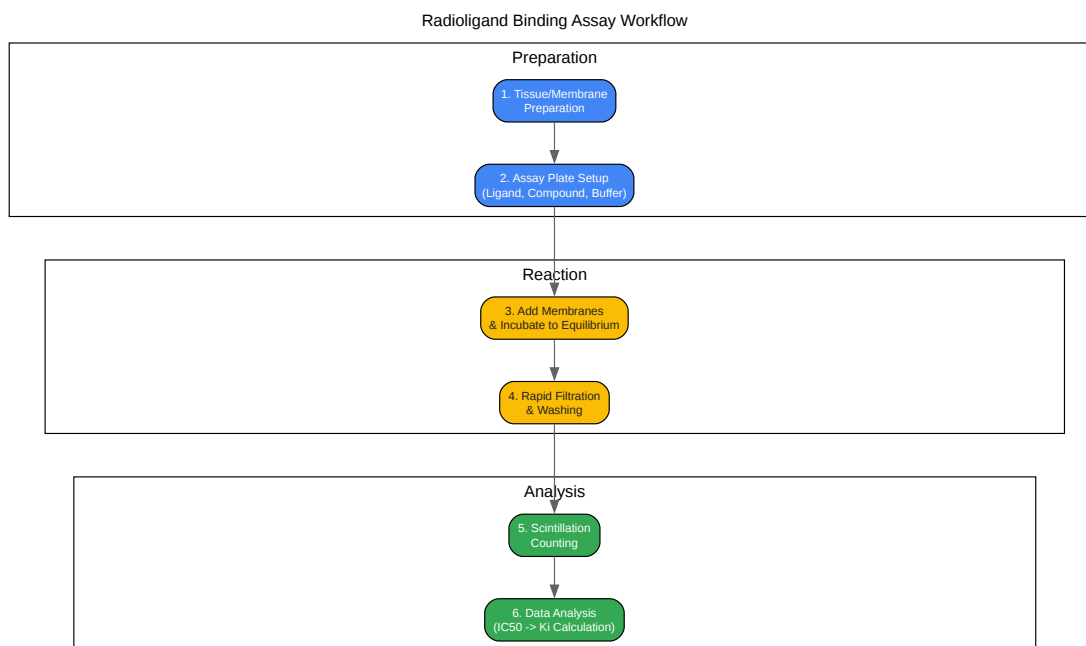 Radioligand Binding Assay Workflow
Preparation
1. Tissue/Membrane
Preparation
2. Assay Plate Setup
(Ligand, Compound, Buffer)
Reaction
3. Add Membranes
& Incubate to Equilibrium
4. Rapid Filtration
& Washing
Analysis
5. Scintillation
Counting
6. Data Analysis
(IC50 -> Ki Calculation)